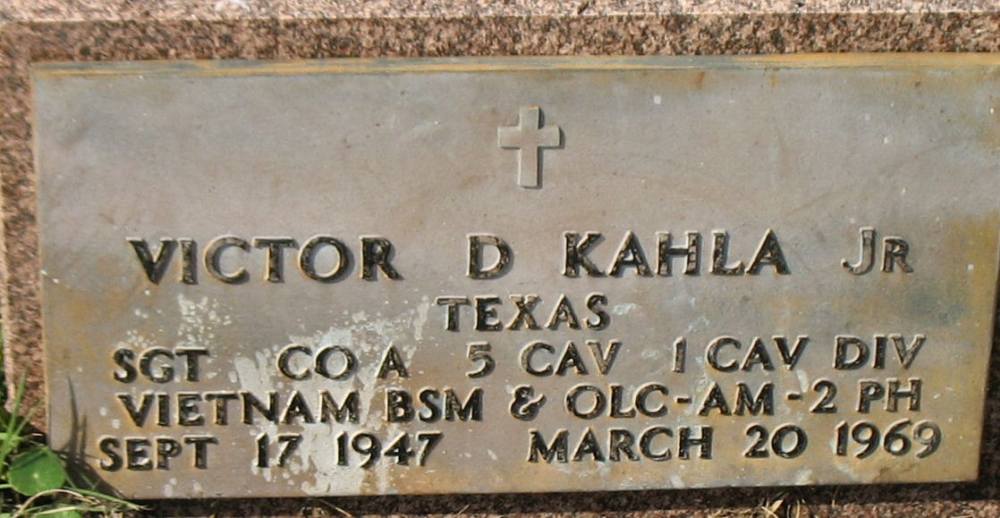 VICTOR D KAHLA JR
TEXAS
SGT CO A 5 CAV 1 CAV DIV
VIETNAM BSM & OLC-AM-2 PH
SEPT 17 1947 MARCH 20 1969